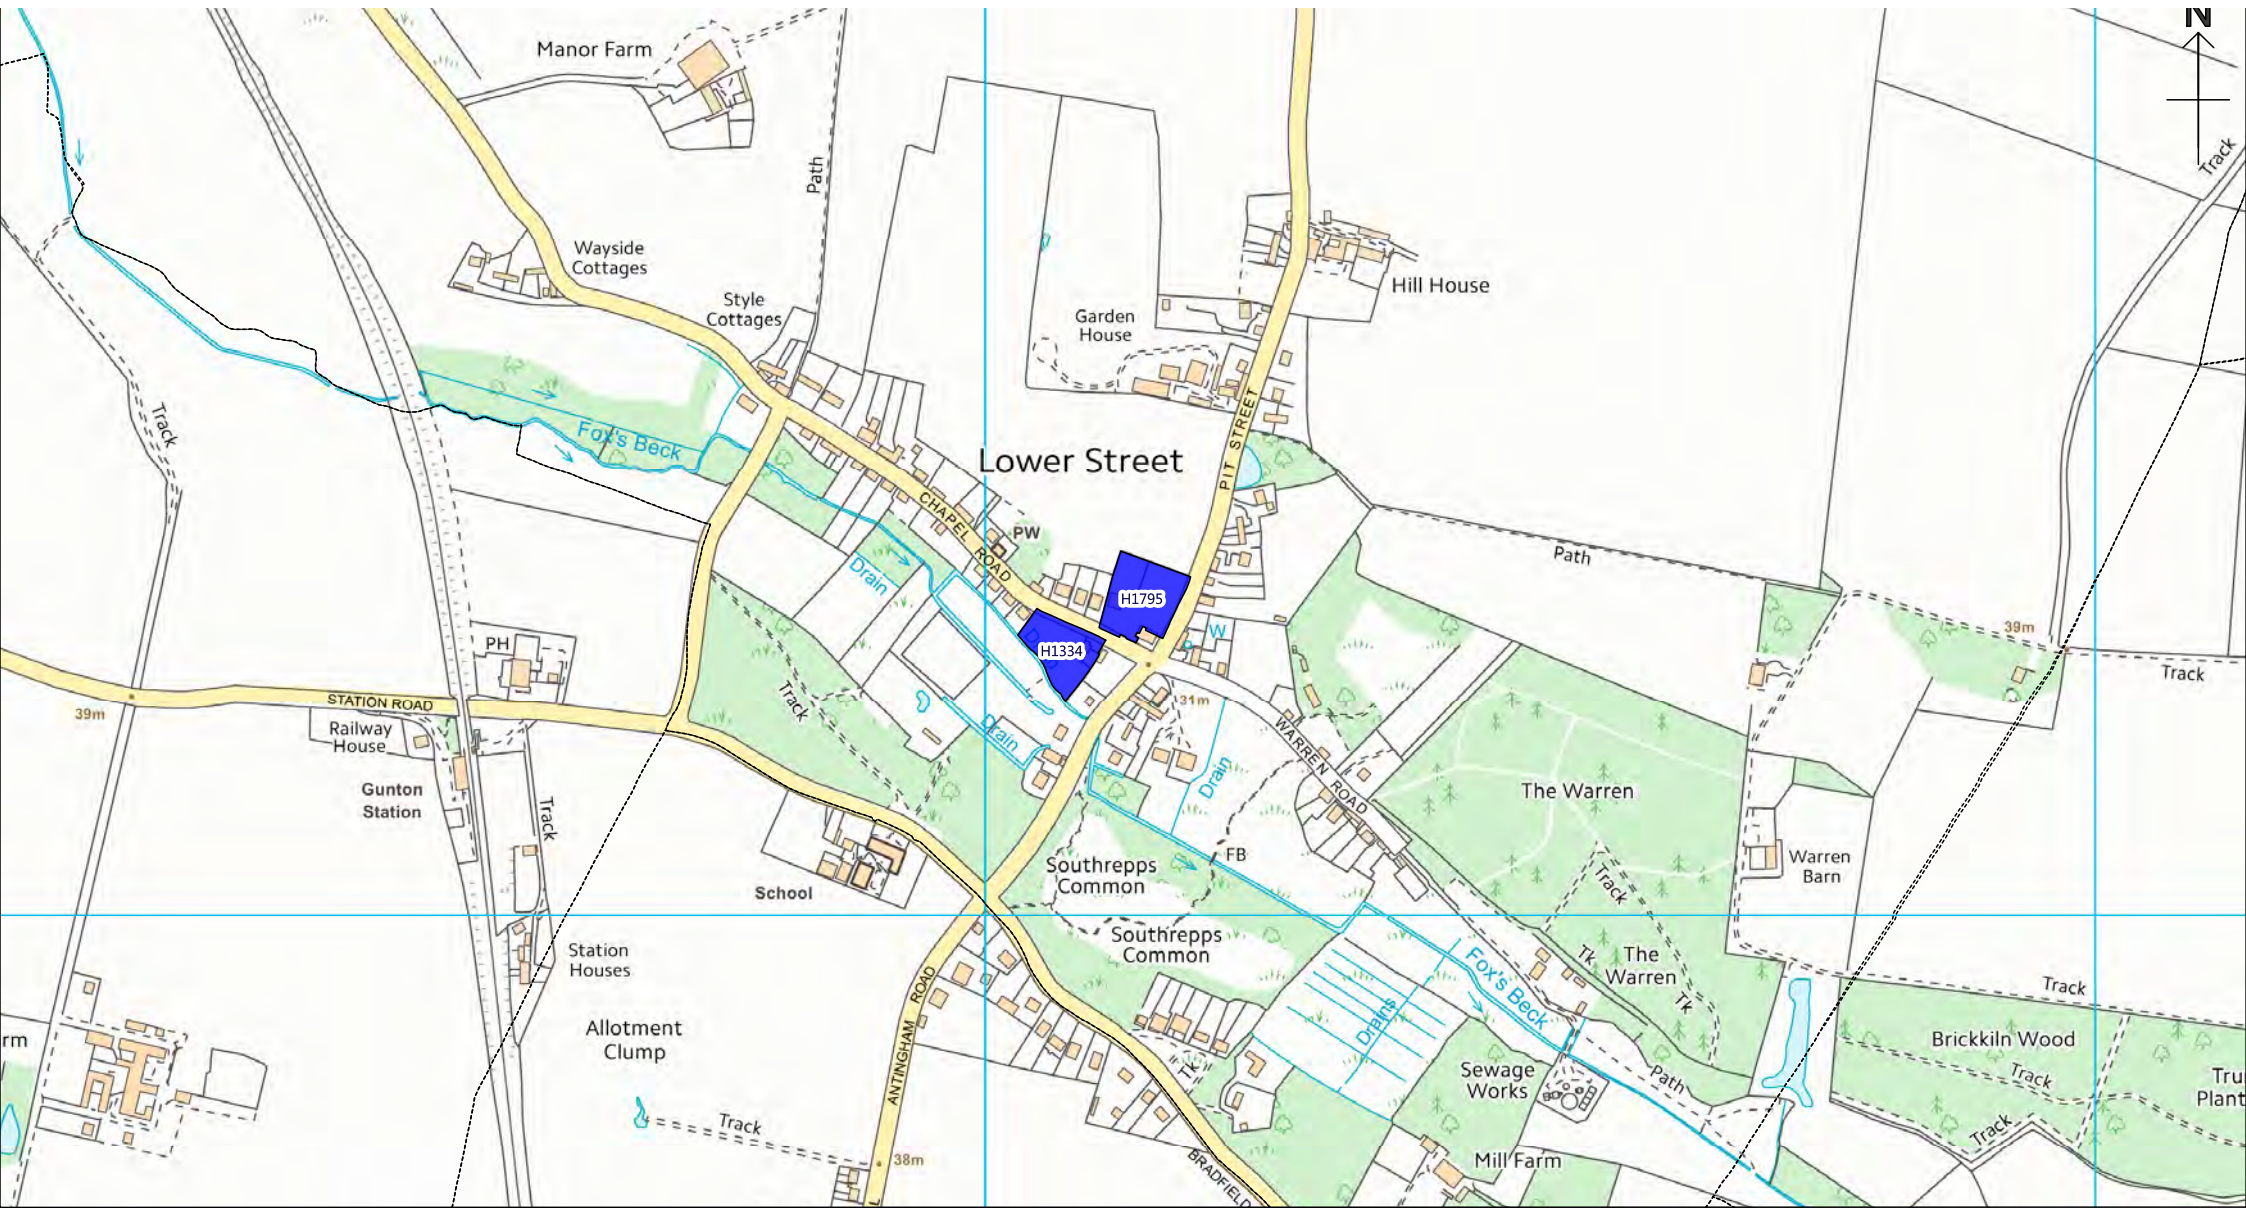 N
Manor Farm
Track
Path
Wayside
Cottages
Hill House
Style
Cottages
Garden
House
PIT STREET
Track
Fox's Beck
Lower Street
CHAPEL ROAD
PW
Path
Drain
H1795
39m
W
PH
H1334
Track
STATION ROAD
Track
31m
39m
Railway
House
Drain
WARREN ROAD
Drain
The Warren
Gunton
Station
Track
FB
Southrepps
Common
Warren
Barn
Track
School
Southrepps
Common
Station
Houses
Fox's Beck
Tk
The
Warren
Tk
Track
ANTINGHAM ROAD
Drains
Allotment
Clump
rm
Brickkiln Wood
Sewage
Works
Path
Track
Tk
Tru
Plant
Track
Track
38m
Mill Farm
BRADFIELD
L